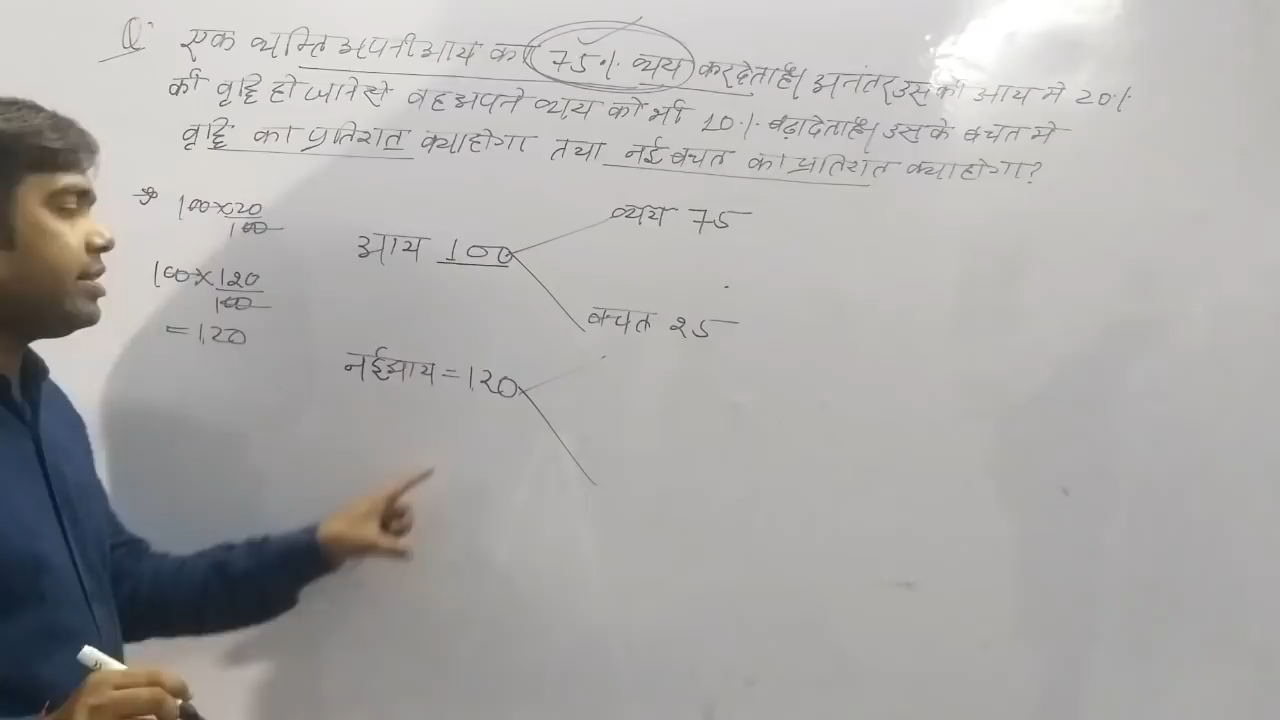 Q. एक व्यक्ति अपनी आय का 75% व्यय कर देता है। अनंतर उसकी आय मे 20%
की वृद्दि हो जाने से वह अपने व्यय को भी 10% बढ़ा देता है। उसके बचत मे
वृद्दि का प्रतिशत क्या होगा तथा नई बचत का प्रतिशत क्या होगा?
100×20
100
व्यय 75
आय 100
100×120
100
= 120
बचत 25
नई आय = 120